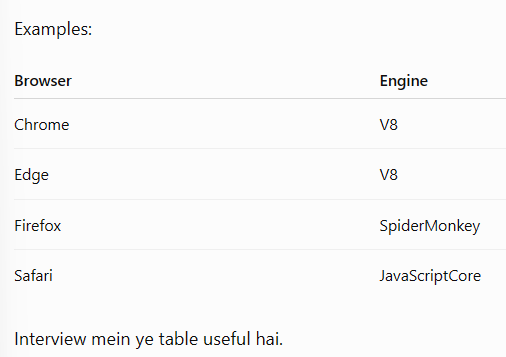 Examples:
Browser Engine
Chrome V8
Edge V8
Firefox SpiderMonkey
Safari JavaScriptCore
Interview mein ye table useful hai.